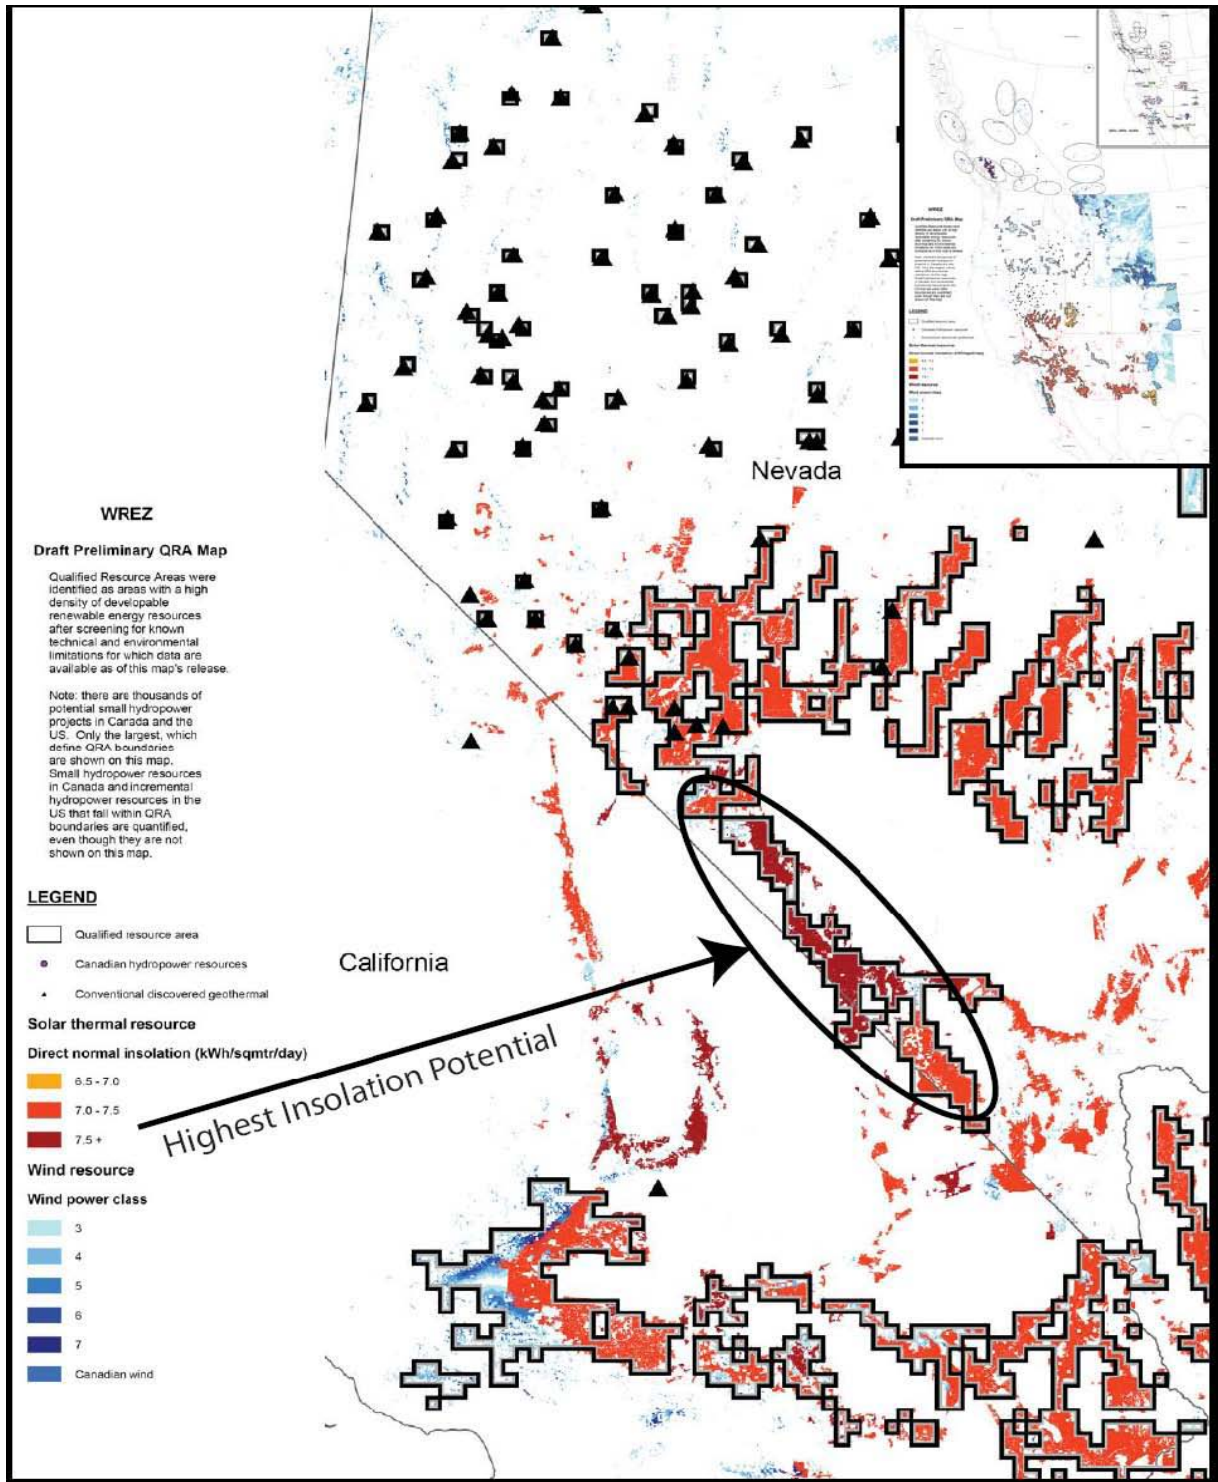 WREZ
Draft Preliminary QRA Map
LEGEND
Nevada
WREZ
Draft Preliminary QRA Map
Qualified Resource Areas were
identified as areas with a high
density of developable
renewable energy resources
after screening for known
technical and environmental
limitations for which data are
available as of this map's release.
Note: there are thousands of
potential small hydropower
projects in Canada and the
US. Only the largest, which
define QRA boundaries
are shown on this map.
Small hydropower resources
in Canada and incremental
hydropower resources in the
US that fall within QRA
boundaries are quantified,
even though they are not
shown on this map.
LEGEND
Qualified resource area
Canadian hydropower resources
Conventional discovered geothermal
Solar thermal resource
Direct normal insolation (kWh/sqmtr/day)
6.5 - 7.0
7.0 - 7.5
7.5 +
Wind resource
Wind power class
3
4
5
6
7
Canadian wind
California
Highest Insolation Potential